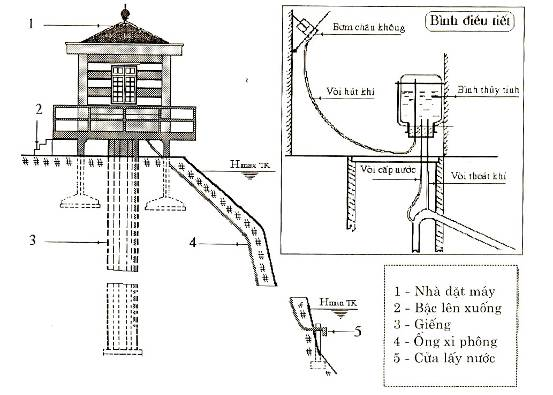 1
2
3
4
5
Hmax TK
Hmin TK
Bình điều tiết
Bơm chân không
Vòi hút khí
Bình thủy tinh
Vòi cấp nước
Vòi thoát khí
1 - Nhà đặt máy
2 - Bậc lên xuống
3 - Giếng
4 - Ống xi phông
5 - Cửa lấy nước